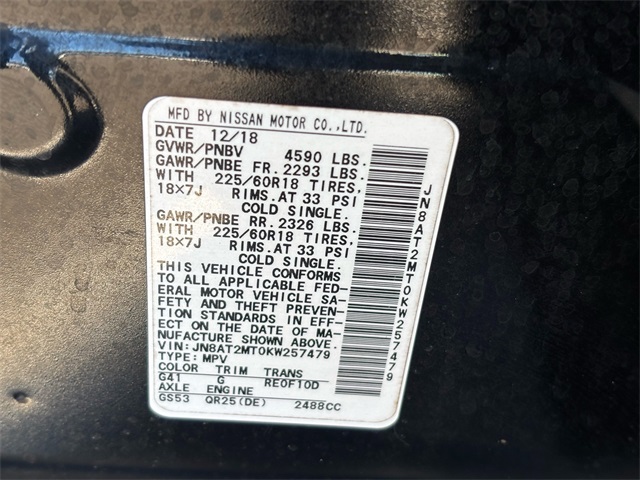 MFD BY NISSAN MOTOR CO.,LTD.
DATE 12/18
GVWR/PNBV 4590 LBS.
GAWR/PNBE FR. 2293 LBS.
WITH 225/60R18 TIRES,
18X7J RIMS.AT 33 PSI
COLD SINGLE.
GAWR/PNBE RR. 2326 LBS.
WITH 225/60R18 TIRES,
18X7J RIMS.AT 33 PSI
COLD SINGLE.
THIS VEHICLE CONFORMS
TO ALL APPLICABLE FED-
ERAL MOTOR VEHICLE SA-
FETY AND THEFT PREVEN-
TION STANDARDS IN EFF-
ECT ON THE DATE OF MA-
NUFACTURE SHOWN ABOVE.
VIN:JN8AT2MT0KW257479
TYPE:MPV
COLOR TRIM TRANS
G41 G RE0F10D
AXLE ENGINE
GS53 QR25(DE) 2488CC
JN8AT2MT0KW257479